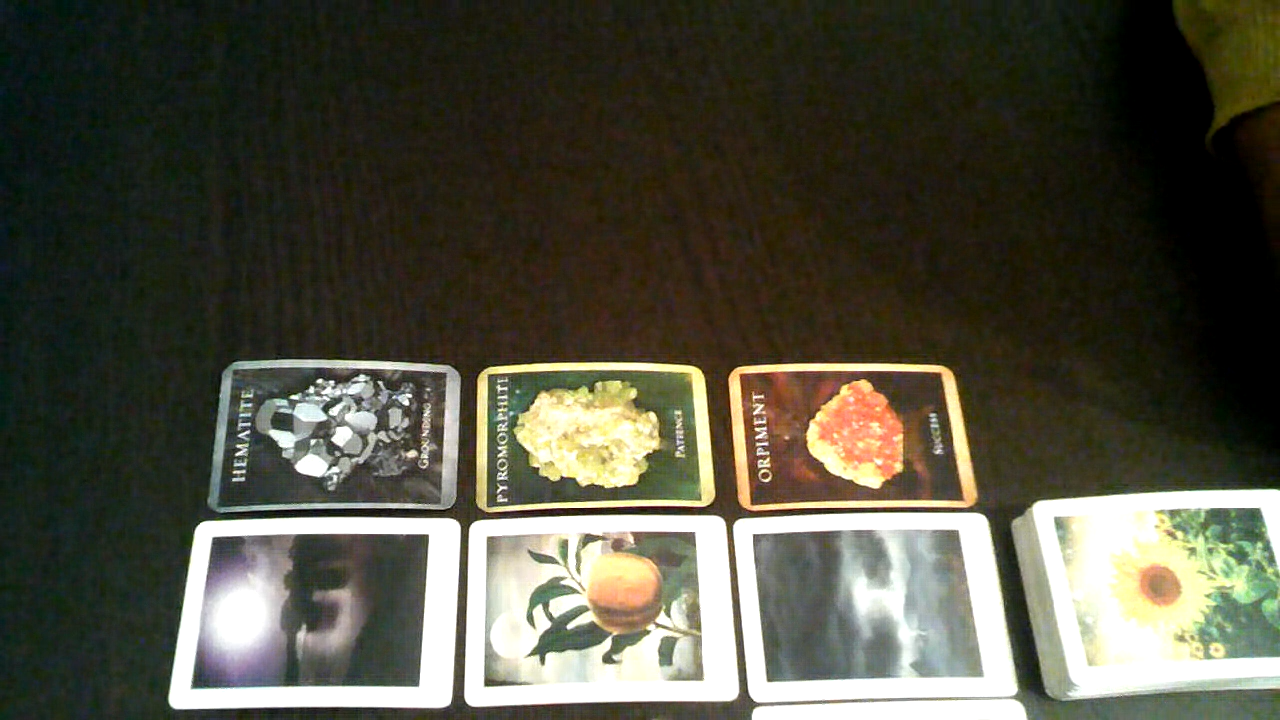 HEMATITE
GROUNDING
PYROMORPHITE
PATIENCE
ORPIMENT
SUCCESS